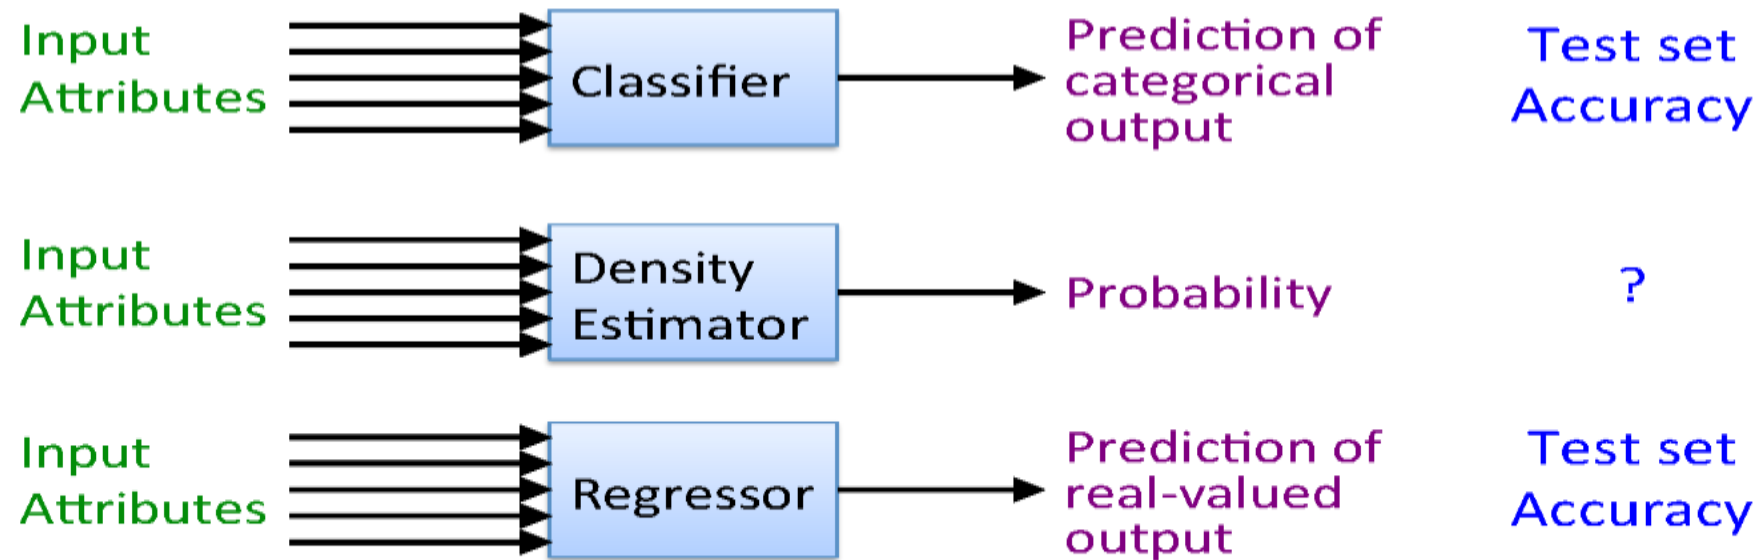 Input
Attributes
Classifier
Prediction of
categorical
output
Test set
Accuracy
Input
Attributes
Density
Estimator
Probability
?
Input
Attributes
Regressor
Prediction of
real-valued
output
Test set
Accuracy